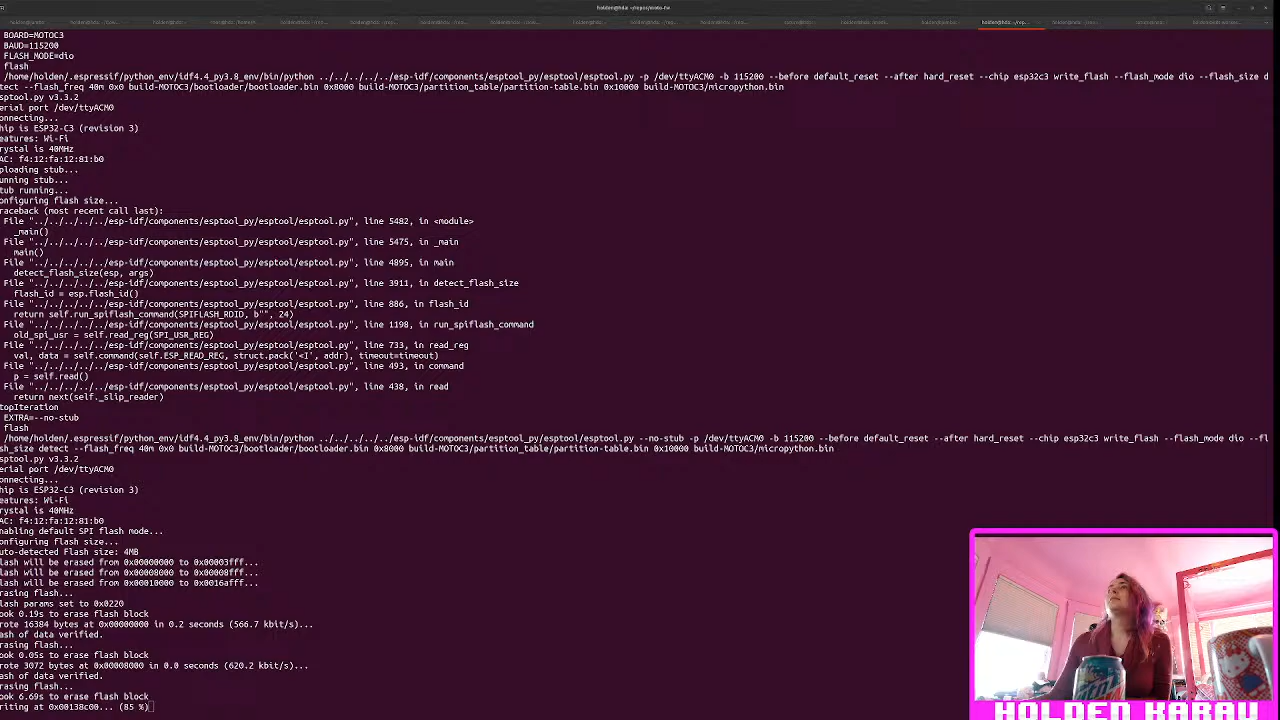 holden@hdai: ~/repos/moto-fw
holden@hdai: ~/rep...
BOARD=MOTOC3
BAUD=115200
FLASH_MODE=dio
flash
/home/holden/.espressif/python_env/idf4.4_py3.8_env/bin/python ../../../../../esp-idf/components/esptool_py/esptool/esptool.py -p /dev/ttyACM0 -b 115200 --before default_reset --after hard_reset --chip esp32c3 write_flash --flash_mode dio --flash_size d
etect --flash_freq 40m 0x0 build-MOTOC3/bootloader/bootloader.bin 0x8000 build-MOTOC3/partition_table/partition-table.bin 0x10000 build-MOTOC3/micropython.bin
sptool.py v3.3.2
erial port /dev/ttyACM0
onnecting...
hip is ESP32-C3 (revision 3)
eatures: Wi-Fi
rystal is 40MHz
AC: f4:12:fa:12:81:b0
ploading stub...
unning stub...
tub running...
onfiguring flash size...
raceback (most recent call last):
File "../../../../../esp-idf/components/esptool_py/esptool/esptool.py", line 5482, in <module>
_main()
File "../../../../../esp-idf/components/esptool_py/esptool/esptool.py", line 5475, in _main
main()
File "../../../../../esp-idf/components/esptool_py/esptool/esptool.py", line 4895, in main
detect_flash_size(esp, args)
File "../../../../../esp-idf/components/esptool_py/esptool/esptool.py", line 3911, in detect_flash_size
flash_id = esp.flash_id()
File "../../../../../esp-idf/components/esptool_py/esptool/esptool.py", line 886, in flash_id
return self.run_spiflash_command(SPIFLASH_RDID, b"", 24)
File "../../../../../esp-idf/components/esptool_py/esptool/esptool.py", line 1198, in run_spiflash_command
old_spi_usr = self.read_reg(SPI_USR_REG)
File "../../../../../esp-idf/components/esptool_py/esptool/esptool.py", line 733, in read_reg
val, data = self.command(self.ESP_READ_REG, struct.pack('<I', addr), timeout=timeout)
File "../../../../../esp-idf/components/esptool_py/esptool/esptool.py", line 493, in command
p = self.read()
File "../../../../../esp-idf/components/esptool_py/esptool/esptool.py", line 438, in read
return next(self._slip_reader)
topIteration
EXTRA=--no-stub
flash
/home/holden/.espressif/python_env/idf4.4_py3.8_env/bin/python ../../../../../esp-idf/components/esptool_py/esptool/esptool.py --no-stub -p /dev/ttyACM0 -b 115200 --before default_reset --after hard_reset --chip esp32c3 write_flash --flash_mode dio --fl
sh_size detect --flash_freq 40m 0x0 build-MOTOC3/bootloader/bootloader.bin 0x8000 build-MOTOC3/partition_table/partition-table.bin 0x10000 build-MOTOC3/micropython.bin
sptool.py v3.3.2
erial port /dev/ttyACM0
onnecting...
hip is ESP32-C3 (revision 3)
eatures: Wi-Fi
rystal is 40MHz
AC: f4:12:fa:12:81:b0
nabling default SPI flash mode...
onfiguring flash size...
uto-detected Flash size: 4MB
lash will be erased from 0x00000000 to 0x00003fff...
lash will be erased from 0x00008000 to 0x00008fff...
lash will be erased from 0x00010000 to 0x0016afff...
rasing flash...
lash params set to 0x0220
ook 0.19s to erase flash block
rote 16384 bytes at 0x00000000 in 0.2 seconds (566.7 kbit/s)...
ash of data verified.
rasing flash...
ook 0.05s to erase flash block
rote 3072 bytes at 0x00008000 in 0.0 seconds (620.2 kbit/s)...
ash of data verified.
rasing flash...
ook 6.69s to erase flash block
riting at 0x00138c00... (85 %)
HOLDEN KARAU